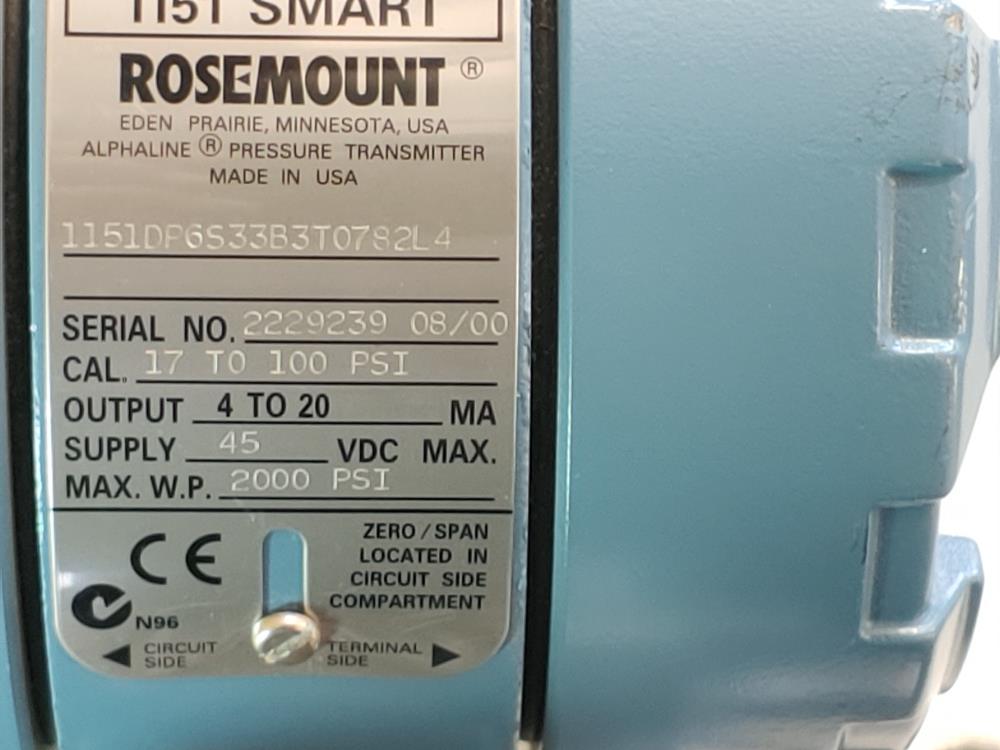 1151 SMART
ROSEMOUNT ®
EDEN PRAIRIE, MINNESOTA, USA
ALPHALINE ® PRESSURE TRANSMITTER
MADE IN USA
1151DP6S33B3T0782L4
SERIAL NO. 2229239 08/00
CAL. 17 TO 100 PSI
OUTPUT 4 TO 20 MA
SUPPLY 45 VDC MAX.
MAX. W.P. 2000 PSI
CE
N96
ZERO / SPAN
LOCATED IN
CIRCUIT SIDE
COMPARTMENT
CIRCUIT
SIDE
TERMINAL
SIDE